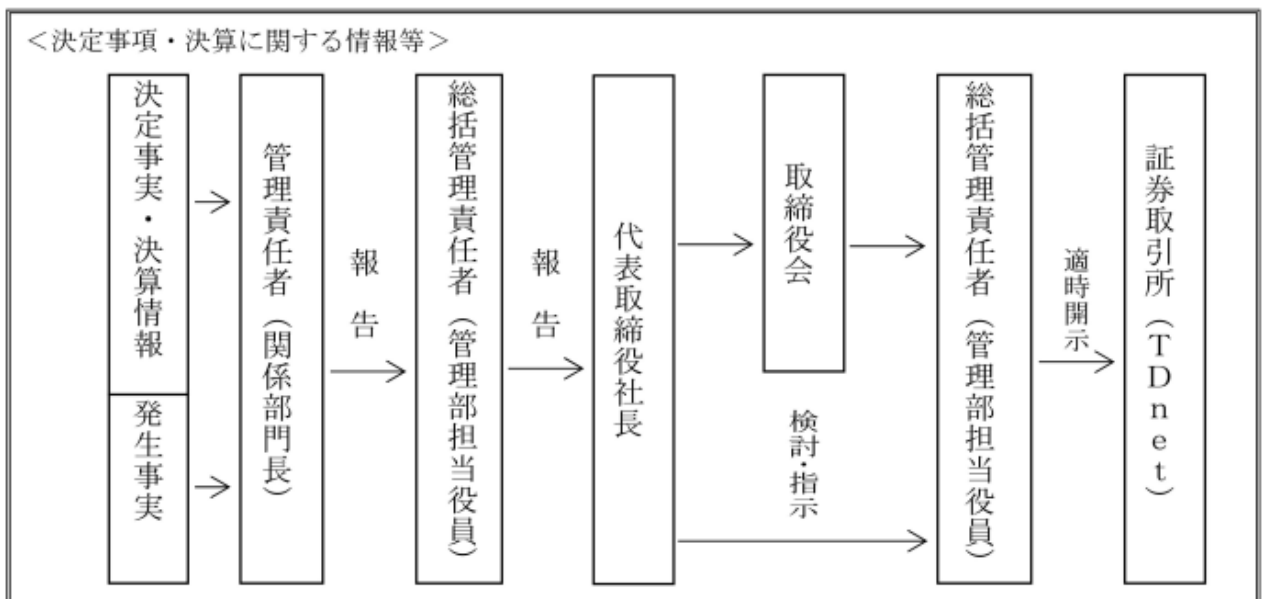 ＜決定事項・決算に関する情報等＞
決定事実・決算情報
発生事実
管理責任者（関係部門長）
報告
総括管理責任者（管理部担当役員）
報告
代表取締役社長
取締役会
検討・指示
総括管理責任者（管理部担当役員）
適時開示
証券取引所（ＴＤｎｅｔ）